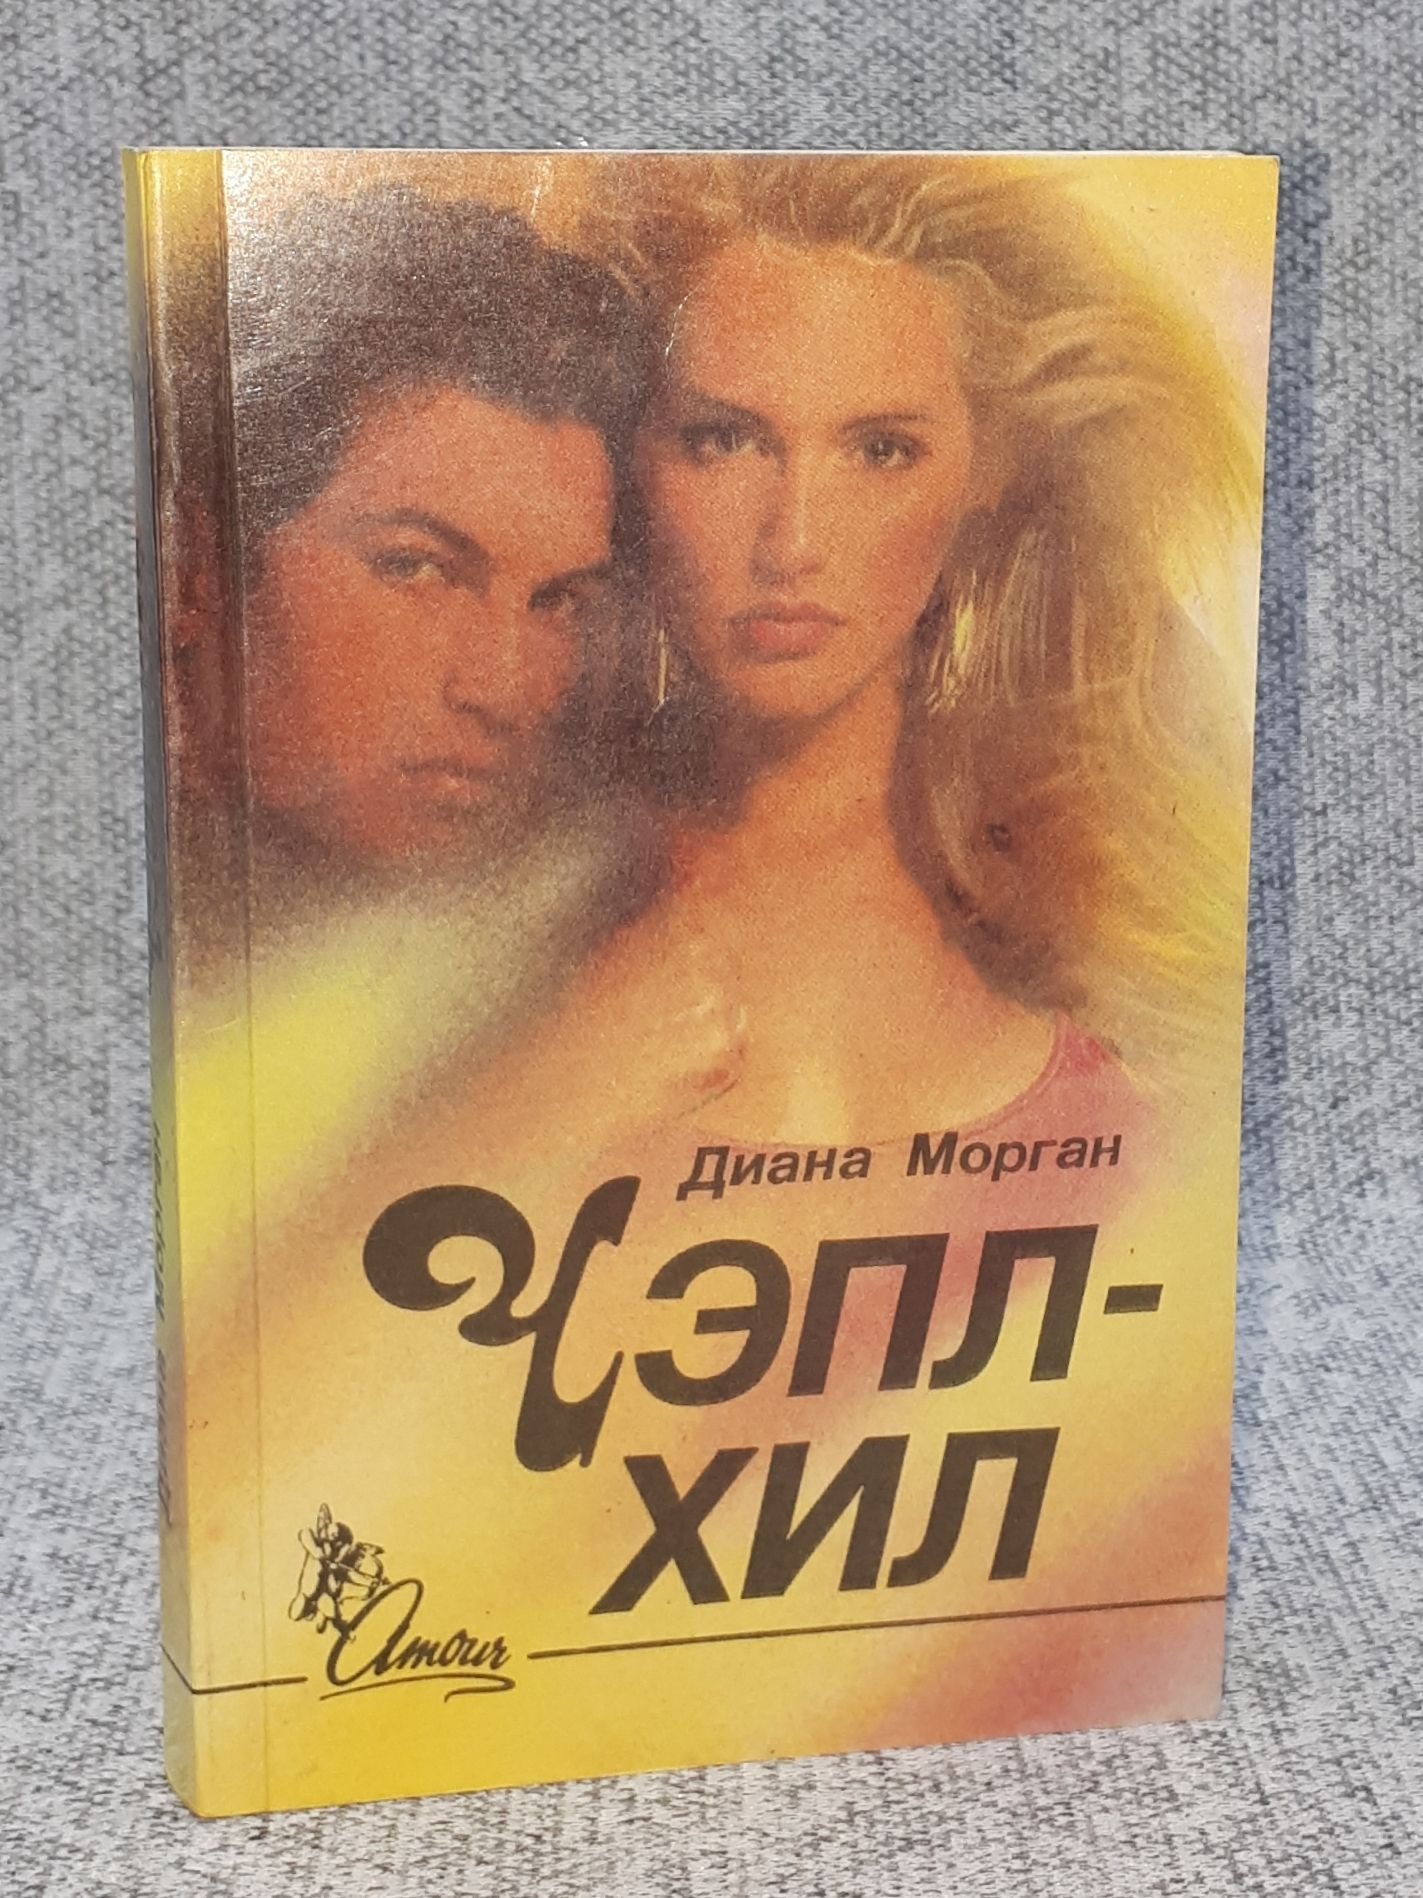 Диана Морган
Чэпл-
хил
Amour